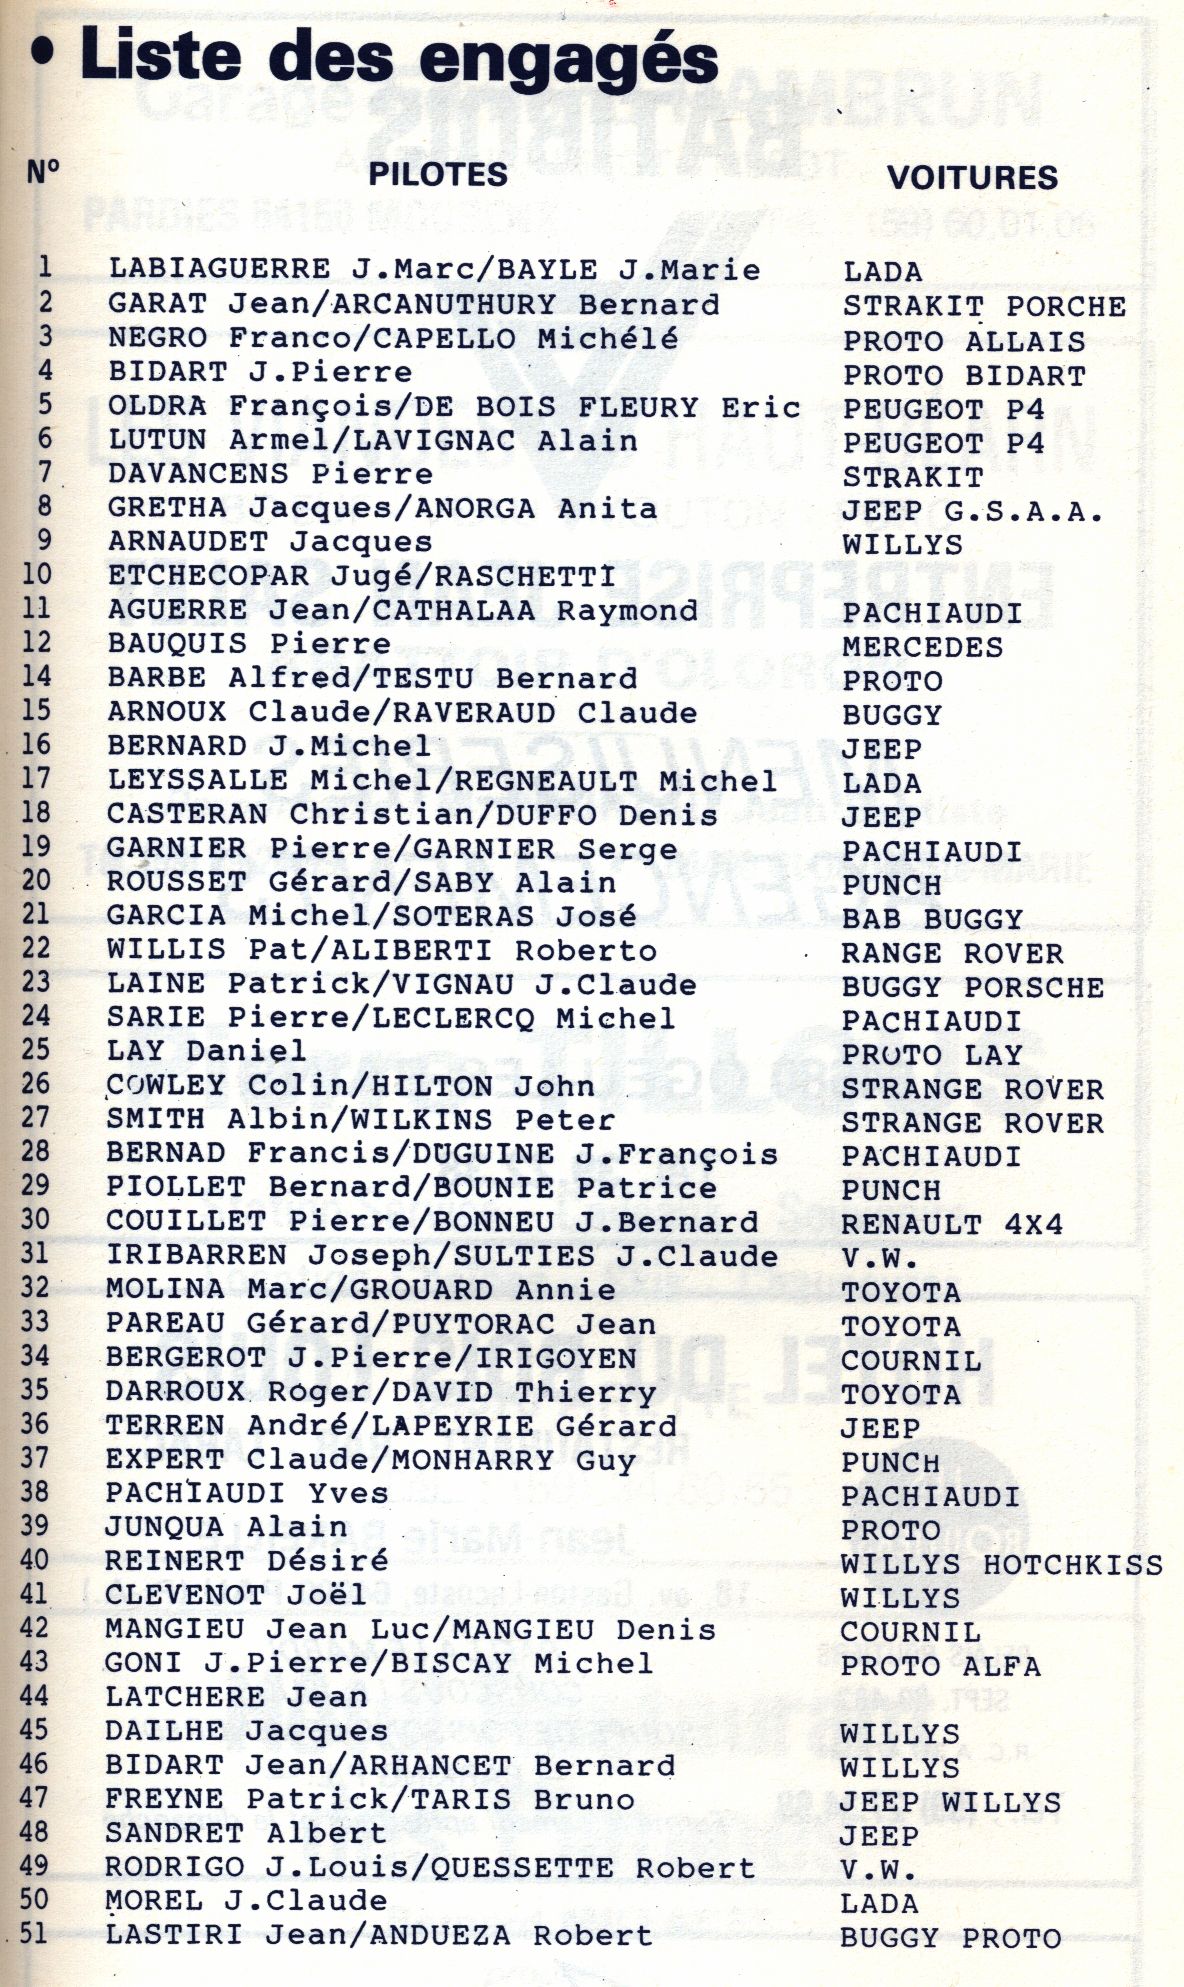 • Liste des engagés
Nº PILOTES VOITURES
1 LABIAGUERRE J.Marc/BAYLE J.Marie LADA
2 GARAT Jean/ARCANUTHURY Bernard STRAKIT PORCHE
3 NEGRO Franco/CAPELLO Michélé PROTO ALLAIS
4 BIDART J.Pierre PROTO BIDART
5 OLDRA François/DE BOIS FLEURY Eric PEUGEOT P4
6 LUTUN Armel/LAVIGNAC Alain PEUGEOT P4
7 DAVANCENS Pierre STRAKIT
8 GRETHA Jacques/ANORGA Anita JEEP G.S.A.A.
9 ARNAUDET Jacques WILLYS
10 ETCHECOPAR Jugé/RASCHETTI
11 AGUERRE Jean/CATHALAA Raymond PACHIAUDI
12 BAUQUIS Pierre MERCEDES
14 BARBE Alfred/TESTU Bernard PROTO
15 ARNOUX Claude/RAVERAUD Claude BUGGY
16 BERNARD J.Michel JEEP
17 LEYSSALLE Michel/REGNEAULT Michel LADA
18 CASTERAN Christian/DUFFO Denis JEEP
19 GARNIER Pierre/GARNIER Serge PACHIAUDI
20 ROUSSET Gérard/SABY Alain PUNCH
21 GARCIA Michel/SOTERAS José BAB BUGGY
22 WILLIS Pat/ALIBERTI Roberto RANGE ROVER
23 LAINE Patrick/VIGNAU J.Claude BUGGY PORSCHE
24 SARIE Pierre/LECLERCQ Michel PACHIAUDI
25 LAY Daniel PROTO LAY
26 COWLEY Colin/HILTON John STRANGE ROVER
27 SMITH Albin/WILKINS Peter STRANGE ROVER
28 BERNAD Francis/DUGUINE J.François PACHIAUDI
29 PIOLLET Bernard/BOUNIE Patrice PUNCH
30 COUILLET Pierre/BONNEU J.Bernard RENAULT 4X4
31 IRIBARREN Joseph/SULTIES J.Claude V.W.
32 MOLINA Marc/GROUARD Annie TOYOTA
33 PAREAU Gérard/PUYTORAC Jean TOYOTA
34 BERGEROT J.Pierre/IRIGOYEN COURNIL
35 DARROUX Roger/DAVID Thierry TOYOTA
36 TERREN André/LAPEYRIE Gérard JEEP
37 EXPERT Claude/MONHARRY Guy PUNCH
38 PACHIAUDI Yves PACHIAUDI
39 JUNQUA Alain PROTO
40 REINERT Désiré WILLYS HOTCHKISS
41 CLEVENOT Joël WILLYS
42 MANGIEU Jean Luc/MANGIEU Denis COURNIL
43 GONI J.Pierre/BISCAY Michel PROTO ALFA
44 LATCHERE Jean
45 DAILHE Jacques WILLYS
46 BIDART Jean/ARHANCET Bernard WILLYS
47 FREYNE Patrick/TARIS Bruno JEEP WILLYS
48 SANDRET Albert JEEP
49 RODRIGO J.Louis/QUESSETTE Robert V.W.
50 MOREL J.Claude LADA
51 LASTIRI Jean/ANDUEZA Robert BUGGY PROTO